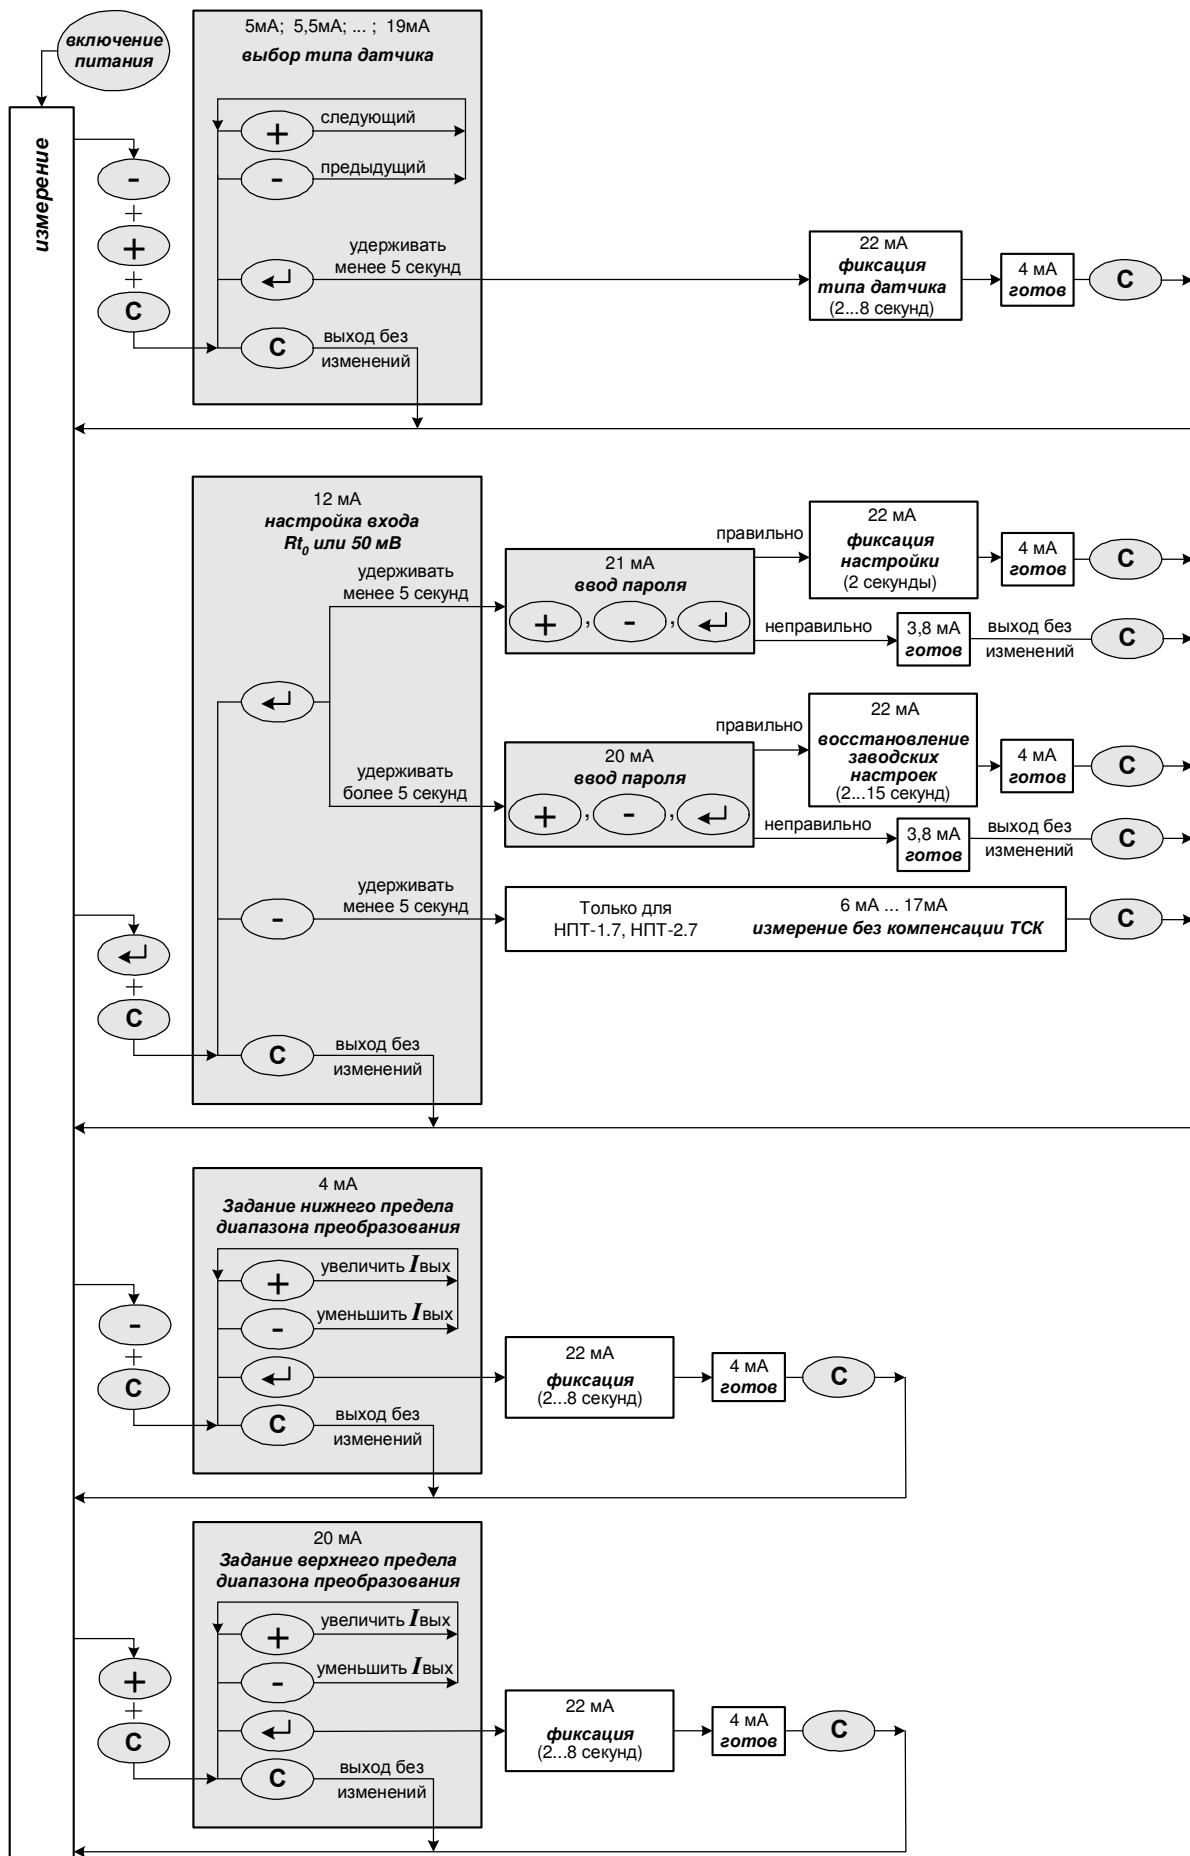 включение
питания
измерение
-
+
+
+
C
5мА; 5,5мА; ... ; 19мА
выбор типа датчика
+
следующий
-
предыдущий
удерживать
менее 5 секунд
C
выход без
изменений
22 мА
фиксация
типа датчика
(2...8 секунд)
4 мА
готов
C
+
C
12 мА
настройка входа
Rt0 или 50 мВ
удерживать
менее 5 секунд
21 мА
ввод пароля
+ , - ,
правильно
22 мА
фиксация
настройки
(2 секунды)
4 мА
готов
C
неправильно
3,8 мА
готов
выход без
изменений
C
удерживать
более 5 секунд
20 мА
ввод пароля
+ , - ,
правильно
22 мА
восстановление
заводских
настроек
(2...15 секунд)
4 мА
готов
C
неправильно
3,8 мА
готов
выход без
изменений
C
-
удерживать
менее 5 секунд
Только для
НПТ-1.7, НПТ-2.7
6 мА ... 17мА
измерение без компенсации ТСК
C
C
выход без
изменений
-
+
C
4 мА
Задание нижнего предела
диапазона преобразования
+
увеличить Iвых
-
уменьшить Iвых
C
выход без
изменений
22 мА
фиксация
(2...8 секунд)
4 мА
готов
C
+
+
C
20 мА
Задание верхнего предела
диапазона преобразования
+
увеличить Iвых
-
уменьшить Iвых
C
выход без
изменений
22 мА
фиксация
(2...8 секунд)
4 мА
готов
C